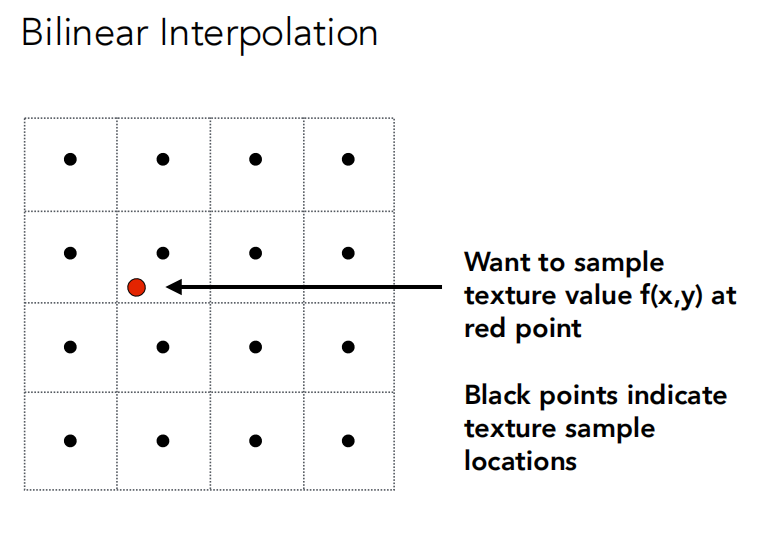 Bilinear Interpolation
Want to sample
texture value f(x,y) at
red point
Black points indicate
texture sample
locations